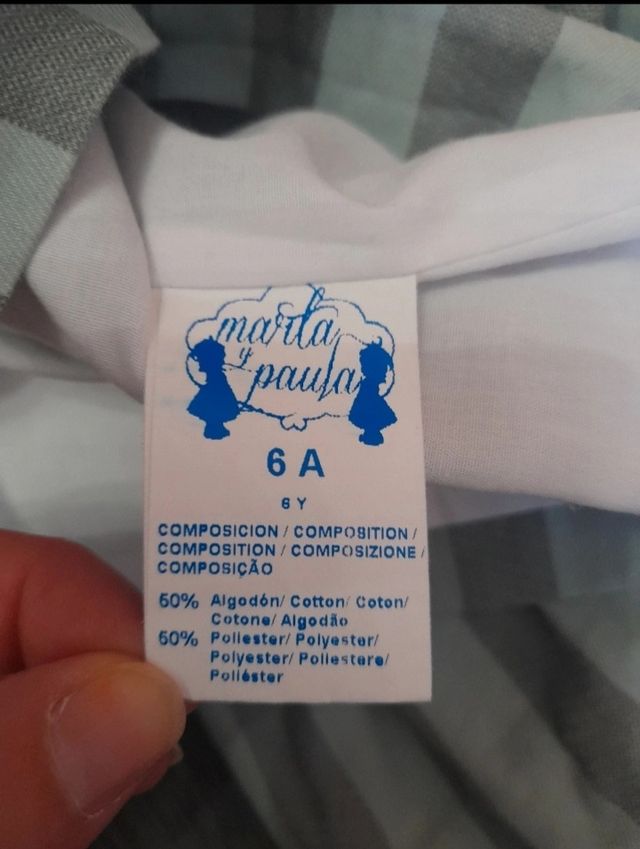 marta
y
paula
6 A
6 Y
COMPOSICION / COMPOSITION /
COMPOSITION / COMPOSIZIONE /
COMPOSIÇÃO
50% Algodón/ Cotton/ Coton/
Cotone/ Algodão
50% Poliester/ Polyester/
Polyester/ Poliestere/
Poliéster